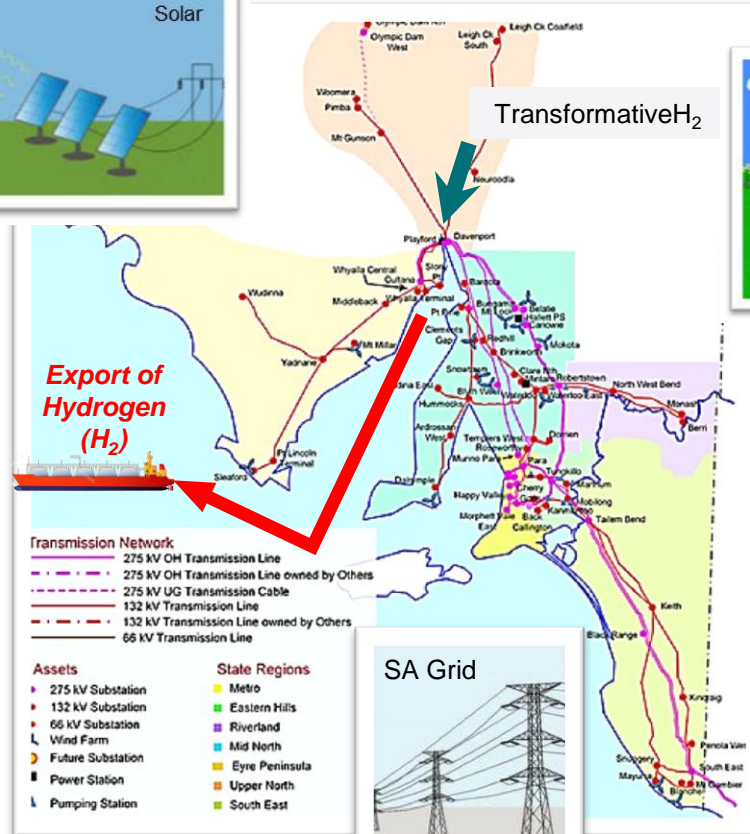 Solar
Olympic Dam
West
Leigh Ck Coalfield
Leigh Ck
South
Woomera
Pimba
TransformativeH₂
Mt Gunson
Neuroodla
Playford
Davenport
Whyalla Central
Stony
Pt
Cultana
Baroota
Wudinna
Middleback
Whyalla Terminal
Bungama
Belalie
Mt Lock
Hallett PS
Canowie
Pt Pirie
Mt Millar
Clements
Gap
Redhill
Mokota
Yadnarie
Brinkworth
Snowtown
Clare Nth
Mintaro
Robertstown
Export of
Hydrogen
(H₂)
Blyth West
Waterloo
Waterloo East
North West Bend
Hummocks
Monash
Berri
Ardrossan
West
Templers West
Dorrien
Roseworthy
Pt Lincoln
Terminal
Munno Para
Para
Sleaford
Dalrymple
Tungkillo
Mannum
Happy Valley
Cherry
Mobilong
Kanmantoo
Morphett Vale
East
Back
Callington
Tailem Bend
Transmission Network
275 kV OH Transmission Line
275 kV OH Transmission Line owned by Others
275 kV UG Transmission Cable
132 kV Transmission Line
132 kV Transmission Line owned by Others
66 kV Transmission Line
Keith
Black Range
Assets
275 kV Substation
132 kV Substation
66 kV Substation
Wind Farm
Future Substation
Power Station
Pumping Station
State Regions
Metro
Eastern Hills
Riverland
Mid North
Eyre Peninsula
Upper North
South East
SA Grid
Kincraig
Snuggery
South East
Mayurra
Mt Gambier
Blanche